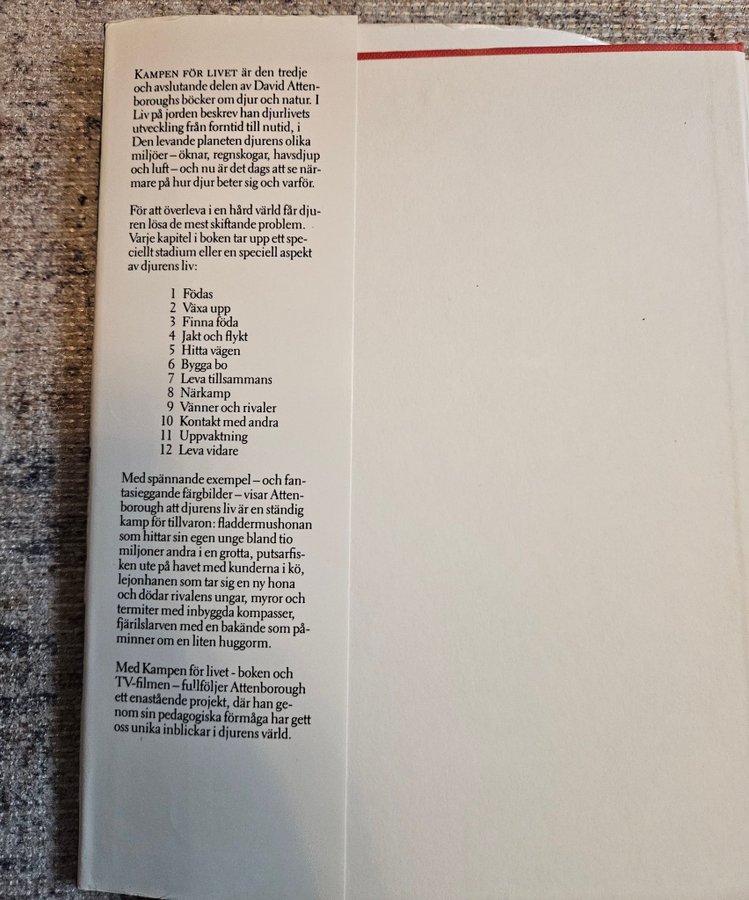 KAMPEN FÖR LIVET är den tredje
och avslutande delen av David Atten-
boroughs böcker om djur och natur. I
Liv på jorden beskrev han djurlivets
utveckling från forntid till nutid, i
Den levande planeten djurens olika
miljöer – öknar, regnskogar, havsdjup
och luft – och nu är det dags att se när-
mare på hur djur beter sig och varför.
För att överleva i en hård värld får dju-
ren lösa de mest skiftande problem.
Varje kapitel i boken tar upp ett spe-
ciellt stadium eller en speciell aspekt
av djurens liv:
1 Födas
2 Växa upp
3 Finna föda
4 Jakt och flykt
5 Hitta vägen
6 Bygga bo
7 Leva tillsammans
8 Närkamp
9 Vänner och rivaler
10 Kontakt med andra
11 Uppvaktning
12 Leva vidare
Med spännande exempel – och fan-
tasieggande färgbilder – visar Atten-
borough att djurens liv är en ständig
kamp för tillvaron: fladdermushonan
som hittar sin egen unge bland tio
miljoner andra i en grotta, putsarfis-
ken ute på havet med kunderna i kö,
lejonhanen som tar sig en ny hona
och dödar rivalens ungar, myror och
termiter med inbyggda kompasser,
fjärilslarven med en bakände som på-
minner om en liten huggorm.
Med Kampen för livet - boken och
TV-filmen – fullföljer Attenborough
ett enastående projekt, där han ge-
nom sin pedagogiska förmåga har gett
oss unika inblickar i djurens värld.